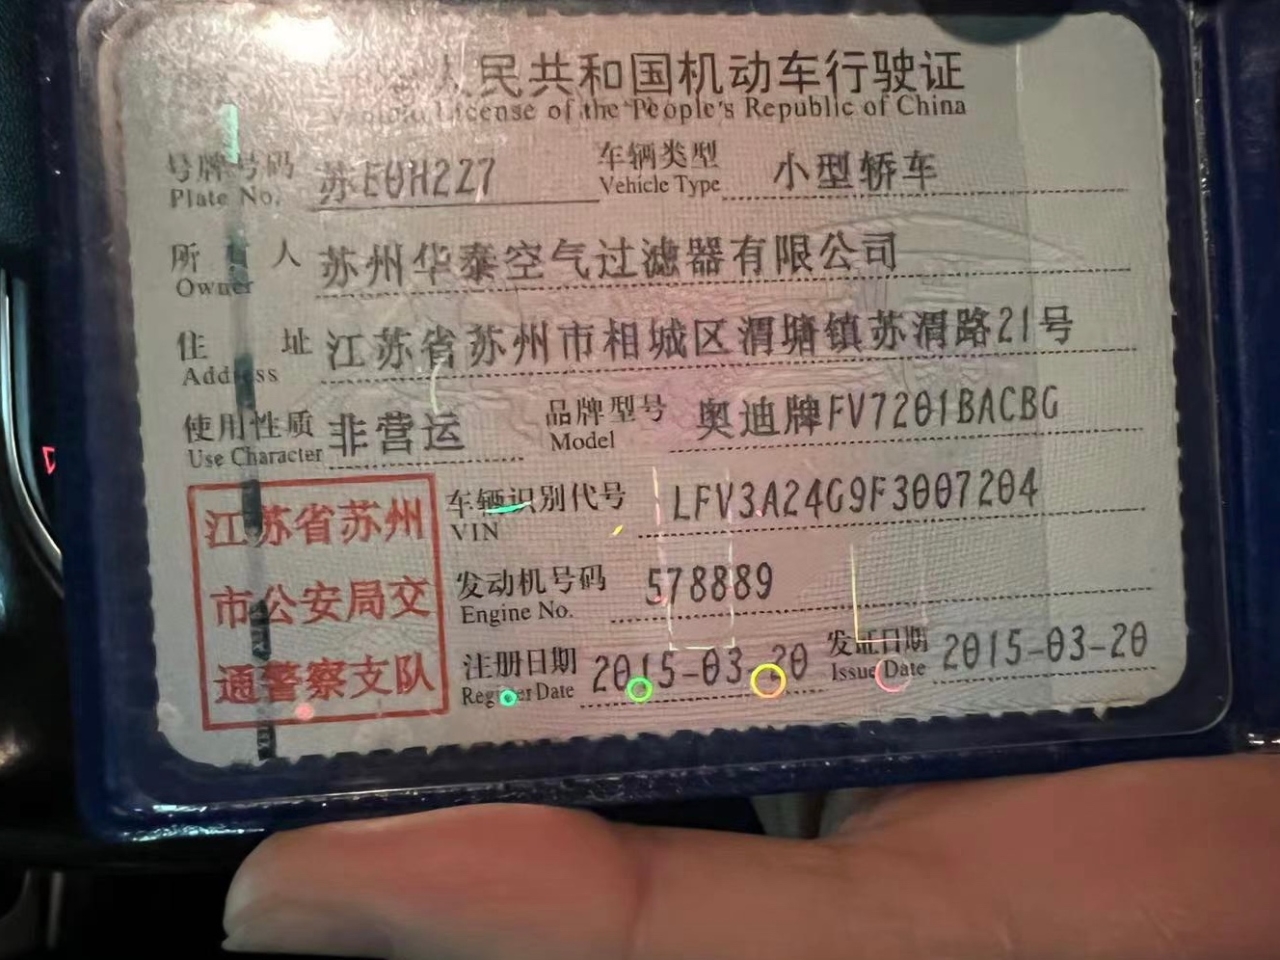 人民共和国机动车行驶证
License of the People's Republic of China
号牌号码 苏E0H2Z7 车辆类型 小型轿车
Plate No. Vehicle Type
所 人 苏州华泰空气过滤器有限公司
Owner
住 址 江苏省苏州市相城区渭塘镇苏渭路21号
Address
使用性质 非营运 品牌型号 奥迪牌FV7201BACBG
Use Character Model
江苏省苏州
市公安局交
通警察支队
车辆识别代号 LFV3A24G9F3007204
VIN
发动机号码 578889
Engine No.
注册日期 2015-03-20 发证日期 2015-03-20
Register Date Issue Date